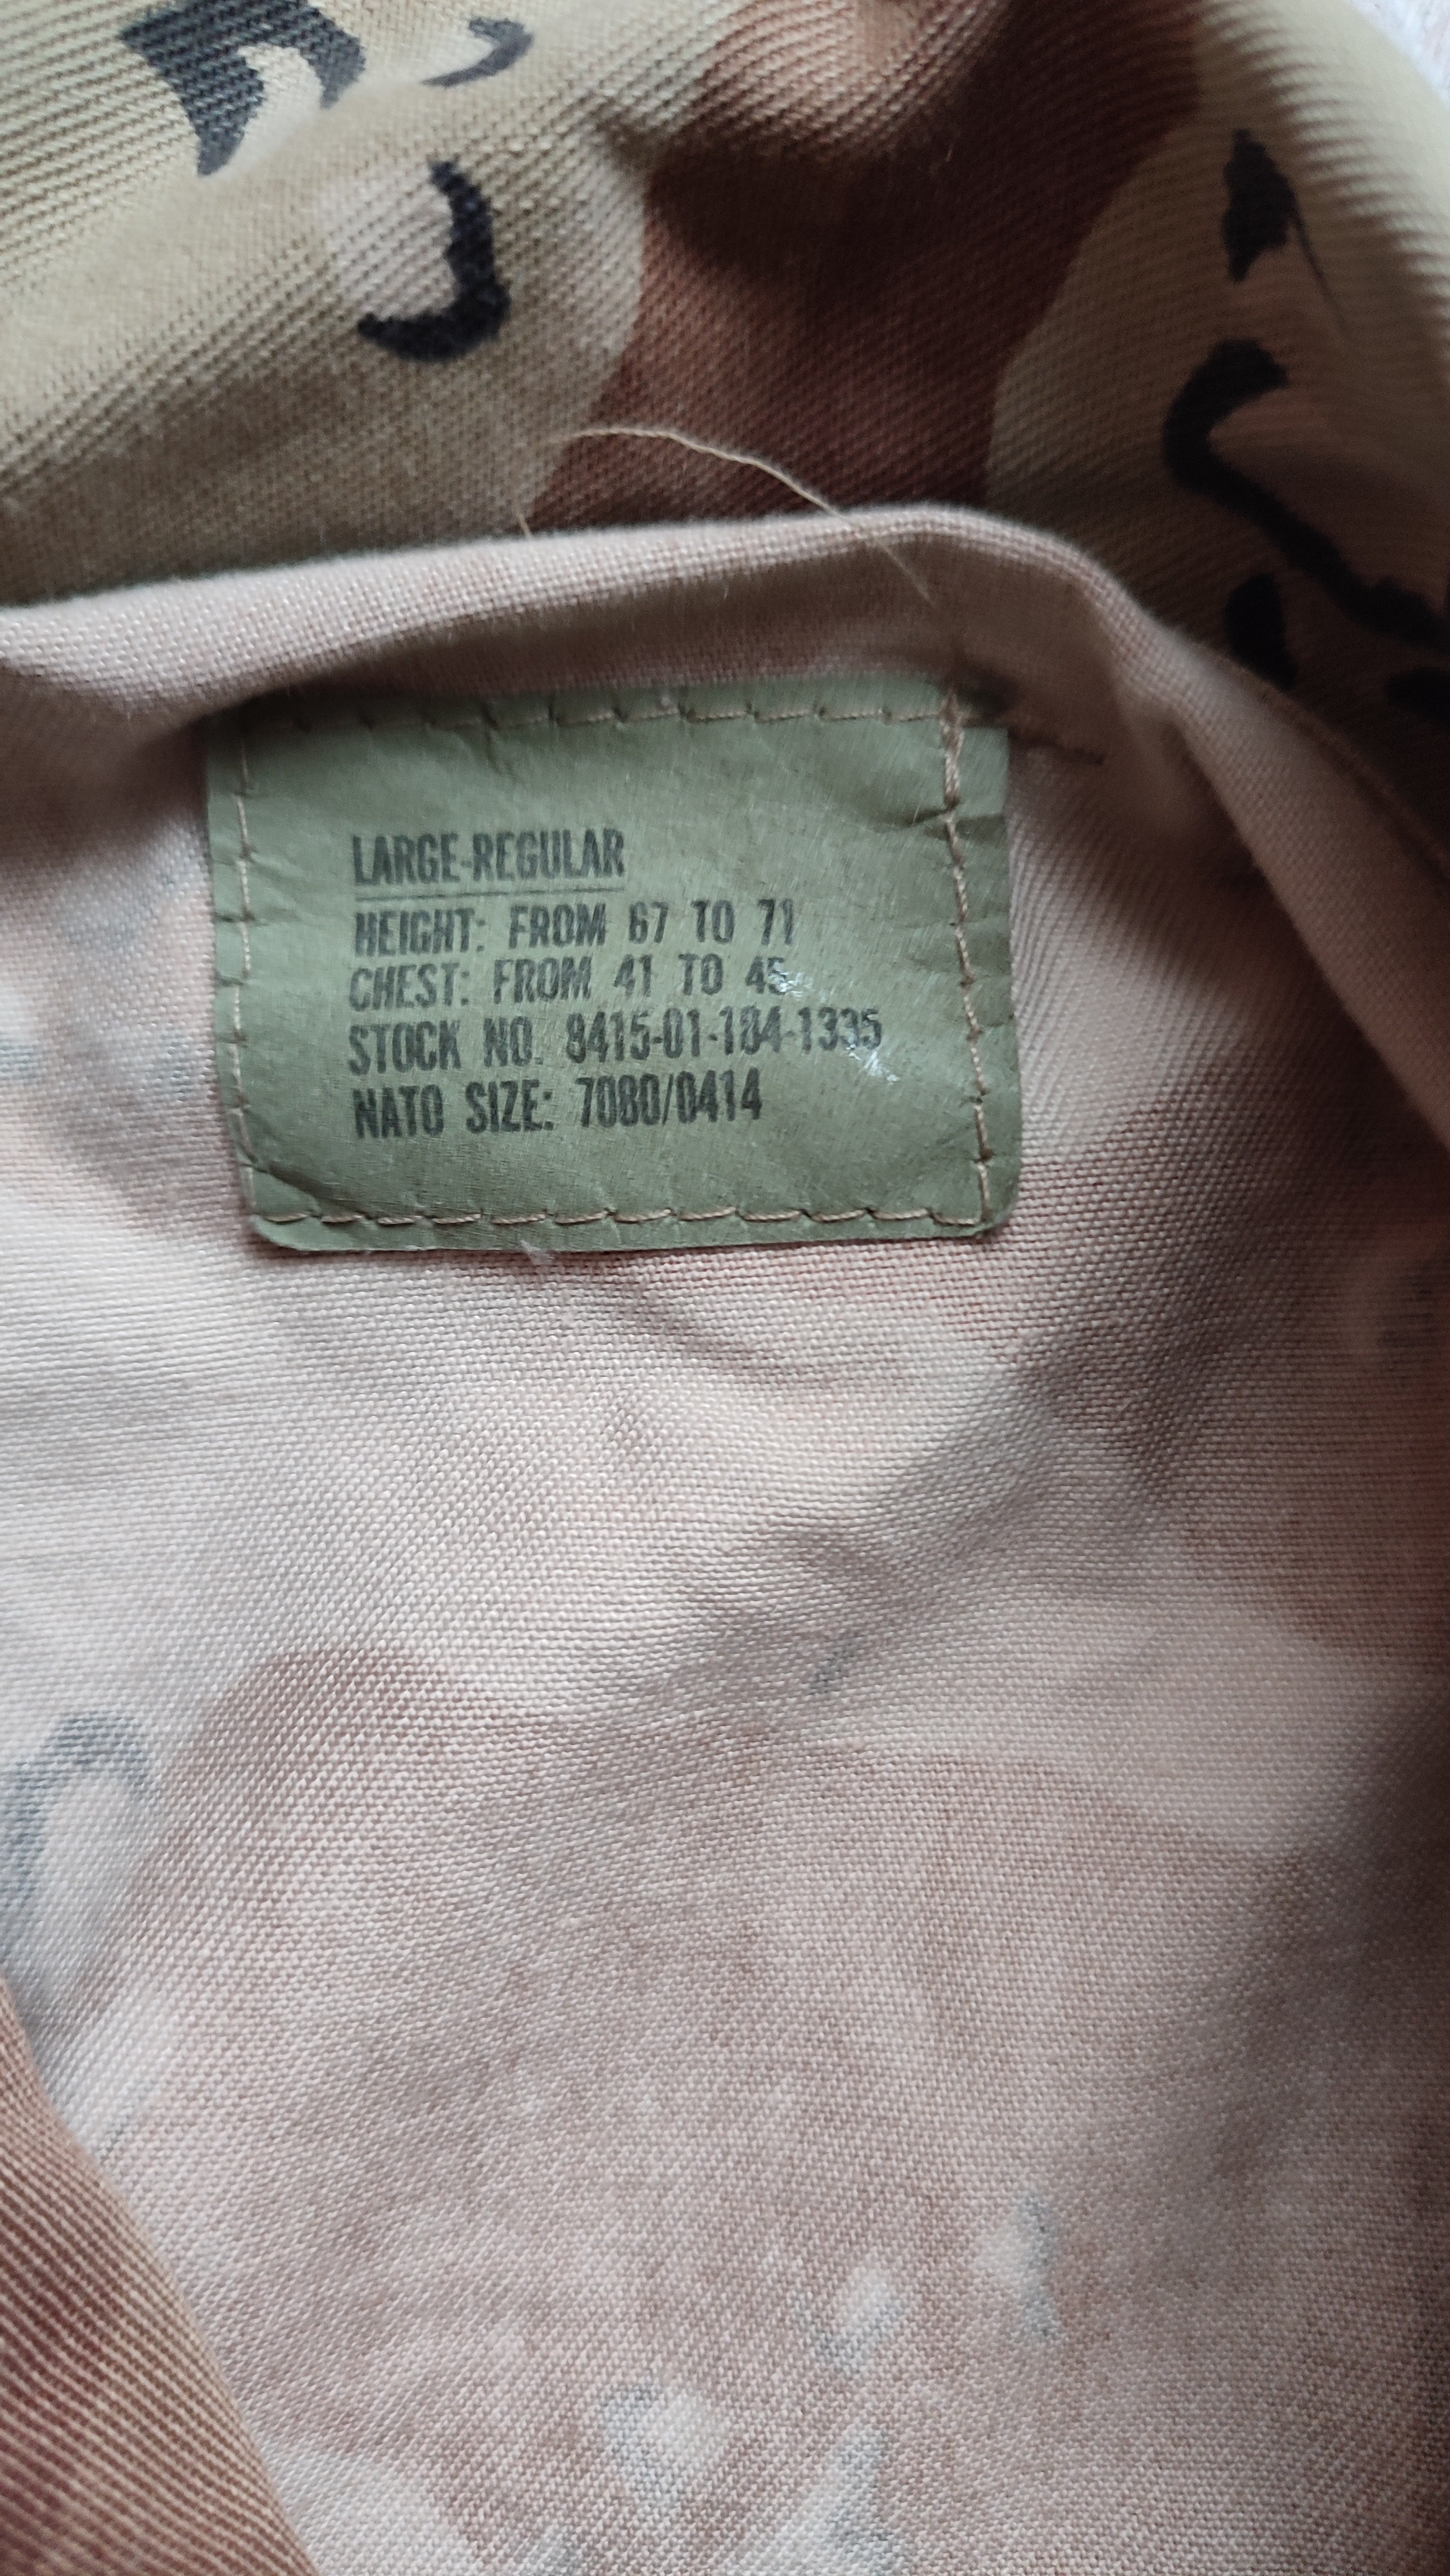 LARGE-REGULAR
HEIGHT: FROM 67 TO 71
CHEST: FROM 41 TO 45
STOCK NO. 8415-01-184-1335
NATO SIZE: 7080/0414